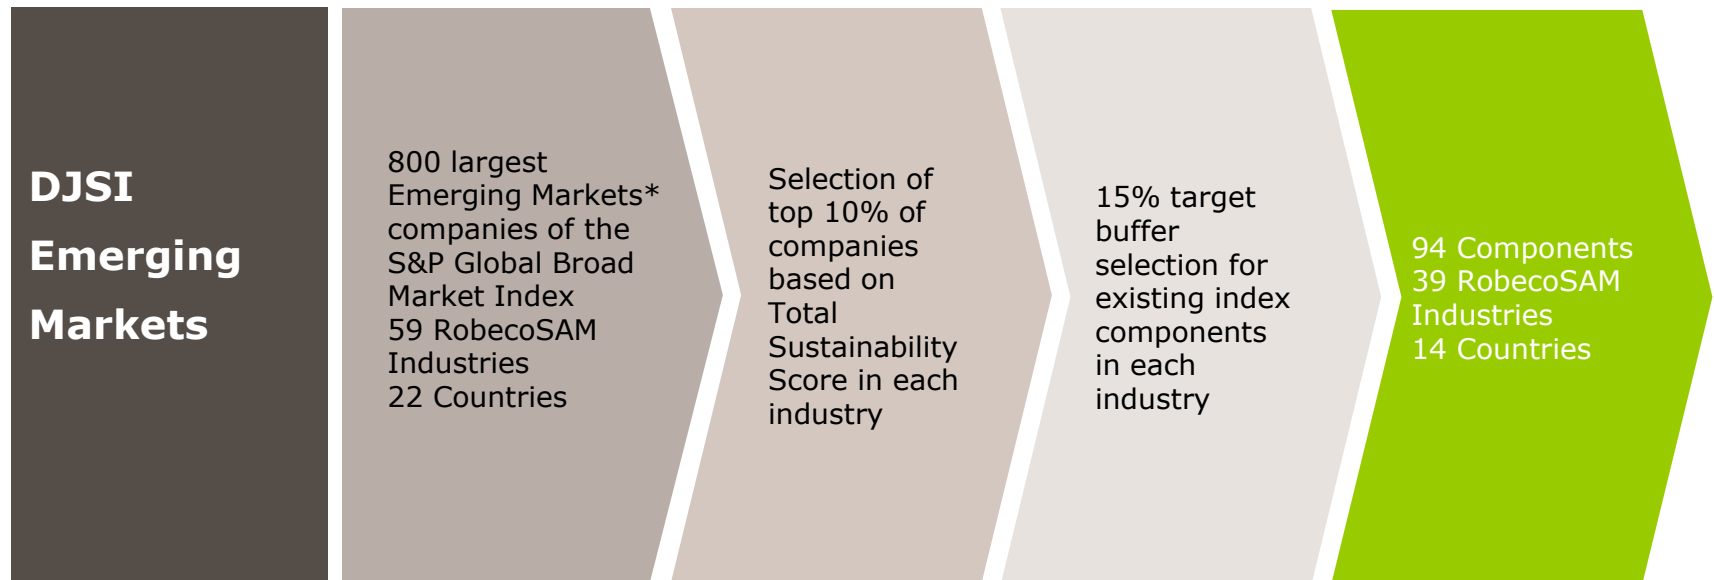 DJSI
Emerging
Markets
800 largest
Emerging Markets*
companies of the
S&P Global Broad
Market Index
59 RobecoSAM
Industries
22 Countries
Selection of
top 10% of
companies
based on
Total
Sustainability
Score in each
industry
15% target
buffer
selection for
existing index
components
in each
industry
94 Components
39 RobecoSAM
Industries
14 Countries